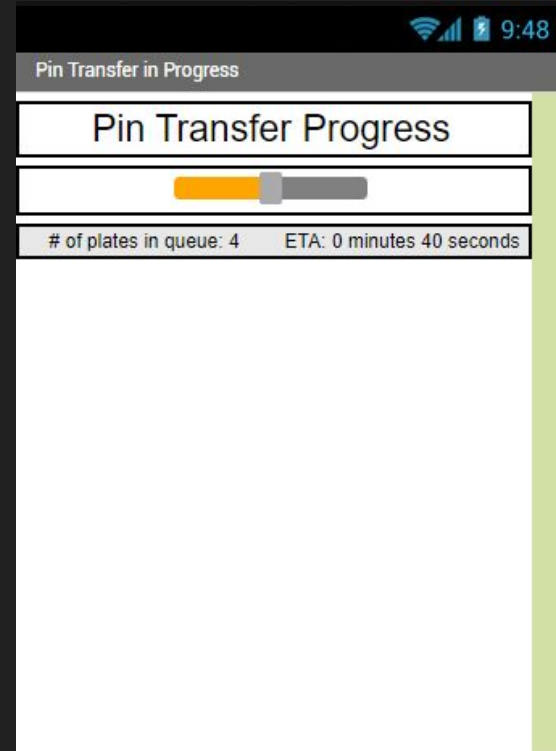 9:48
Pin Transfer in Progress
Pin Transfer Progress
# of plates in queue: 4 ETA: 0 minutes 40 seconds